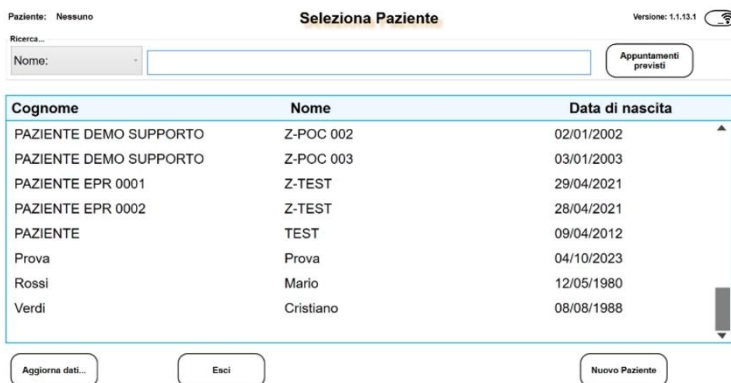 Paziente: Nessuno Seleziona Paziente Versione: 1.1.13.1
Ricerca...
Nome: Appuntamenti previsti
Cognome Nome Data di nascita
PAZIENTE DEMO SUPPORTO Z-POC 002 02/01/2002
PAZIENTE DEMO SUPPORTO Z-POC 003 03/01/2003
PAZIENTE EPR 0001 Z-TEST 29/04/2021
PAZIENTE EPR 0002 Z-TEST 28/04/2021
PAZIENTE TEST 09/04/2012
Prova Prova 04/10/2023
Rossi Mario 12/05/1980
Verdi Cristiano 08/08/1988
Aggiorna dati... Esci Nuovo Paziente